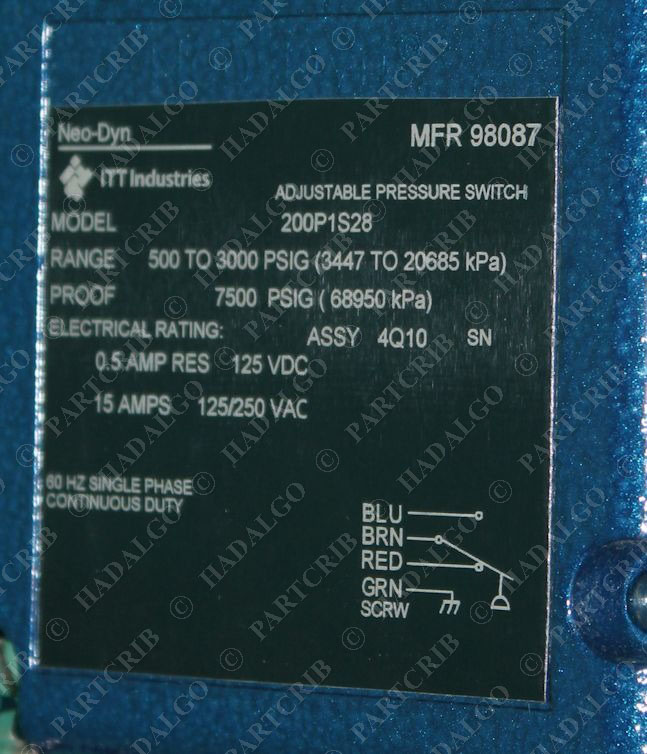 Neo-Dyn
MFR 98087
ITT Industries
ADJUSTABLE PRESSURE SWITCH
MODEL 200P1S28
RANGE 500 TO 3000 PSIG (3447 TO 20685 kPa)
PROOF 7500 PSIG ( 68950 kPa)
ELECTRICAL RATING: ASSY 4Q10 SN
0.5 AMP RES 125 VDC
15 AMPS 125/250 VAC
60 HZ SINGLE PHASE
CONTINUOUS DUTY
BLU
BRN
RED
GRN
SCRW
© PARTCRIB
© HADALGO